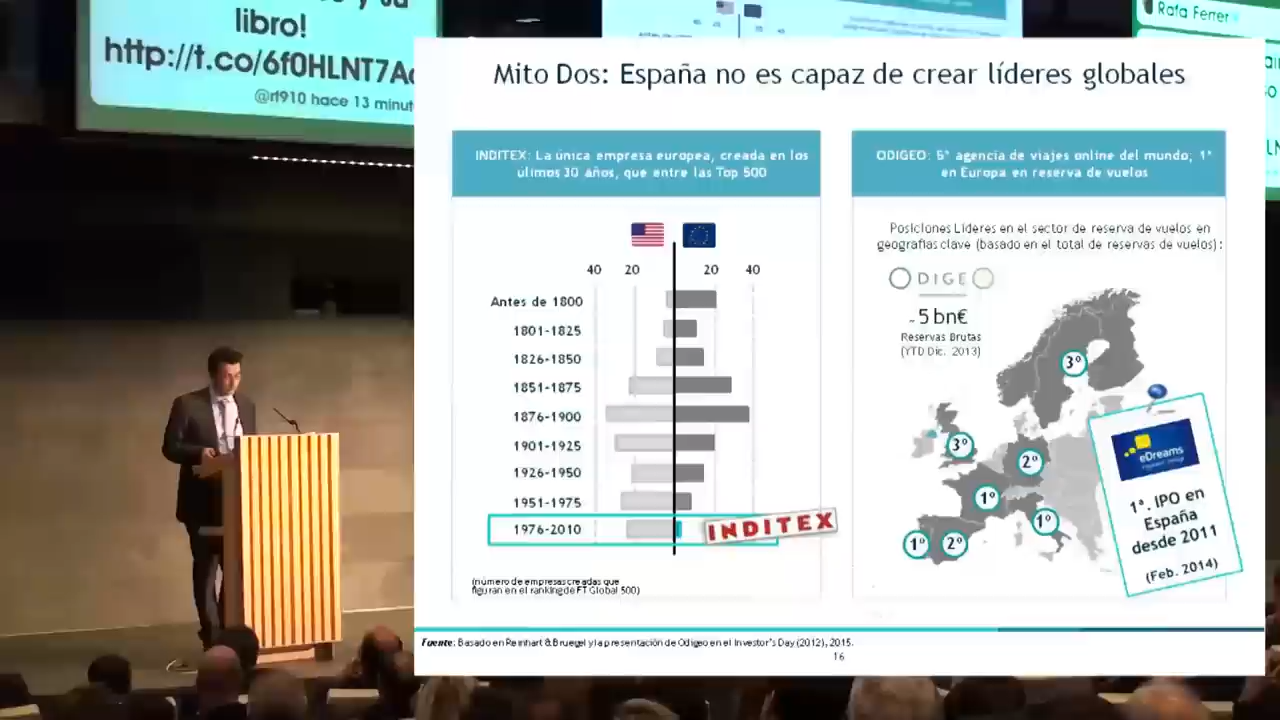 libro!
http://t.co/6f0HLNT7A
@rf910 hace 13 minut
Rafa Ferrer
Mito Dos: España no es capaz de crear líderes globales
INDITEX: La única empresa europea, creada en los
úlimos 30 años, que entre las Top 500
40 20 20 40
Antes de 1800
1801-1825
1826-1850
1851-1875
1876-1900
1901-1925
1926-1950
1951-1975
1976-2010
INDITEX
(número de empresas creadas que
figuran en el ranking de FT Global 500)
ODIGEO: 5ª agencia de viajes online del mundo; 1ª
en Europa en reserva de vuelos
Posiciones Líderes en el sector de reserva de vuelos en
geografías clave (basado en el total de reservas de vuelos):
ODIGEO
~5 bn€
Reservas Brutas
(YTD Dic. 2013)
3º
3º
2º
1º
1º
1º
2º
eDreams
1ª. IPO en
España
desde 2011
(Feb. 2014)
Fuente: Basado en Reinhart & Bruegel y la presentación de Odigeo en el Investor's Day (2012), 2015.
16